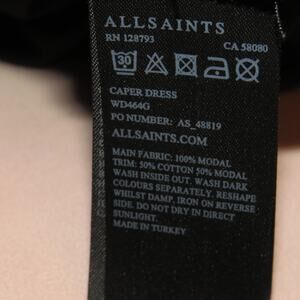 ALLSAINTS
RN 128793 CA 58080
30
CAPER DRESS
WD464G
PO NUMBER: AS_48819
ALLSAINTS.COM
MAIN FABRIC: 100% MODAL
TRIM: 50% COTTON 50% MODAL
WASH INSIDE OUT. WASH DARK
COLOURS SEPARATELY. RESHAPE
WHILST DAMP, IRON ON REVERSE
SIDE. DO NOT DRY IN DIRECT
SUNLIGHT.
MADE IN TURKEY